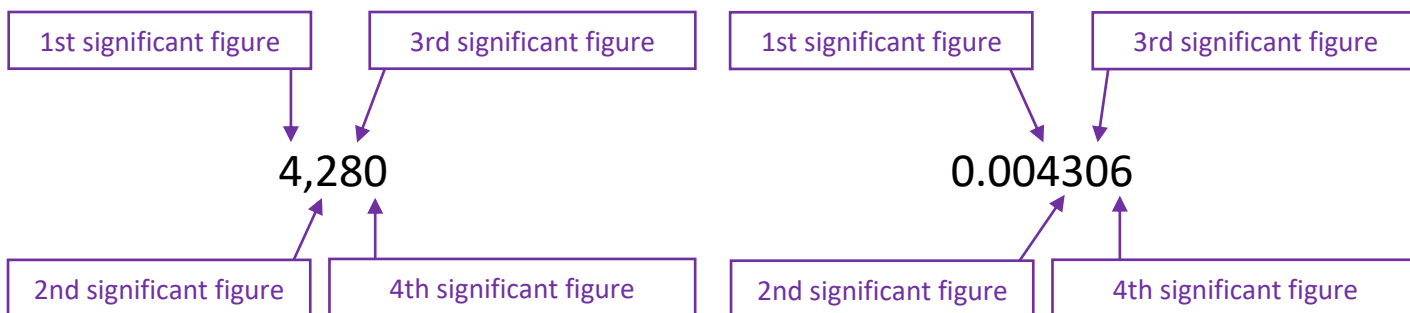 1st significant figure
3rd significant figure
1st significant figure
3rd significant figure
4,280
0.004306
2nd significant figure
4th significant figure
2nd significant figure
4th significant figure